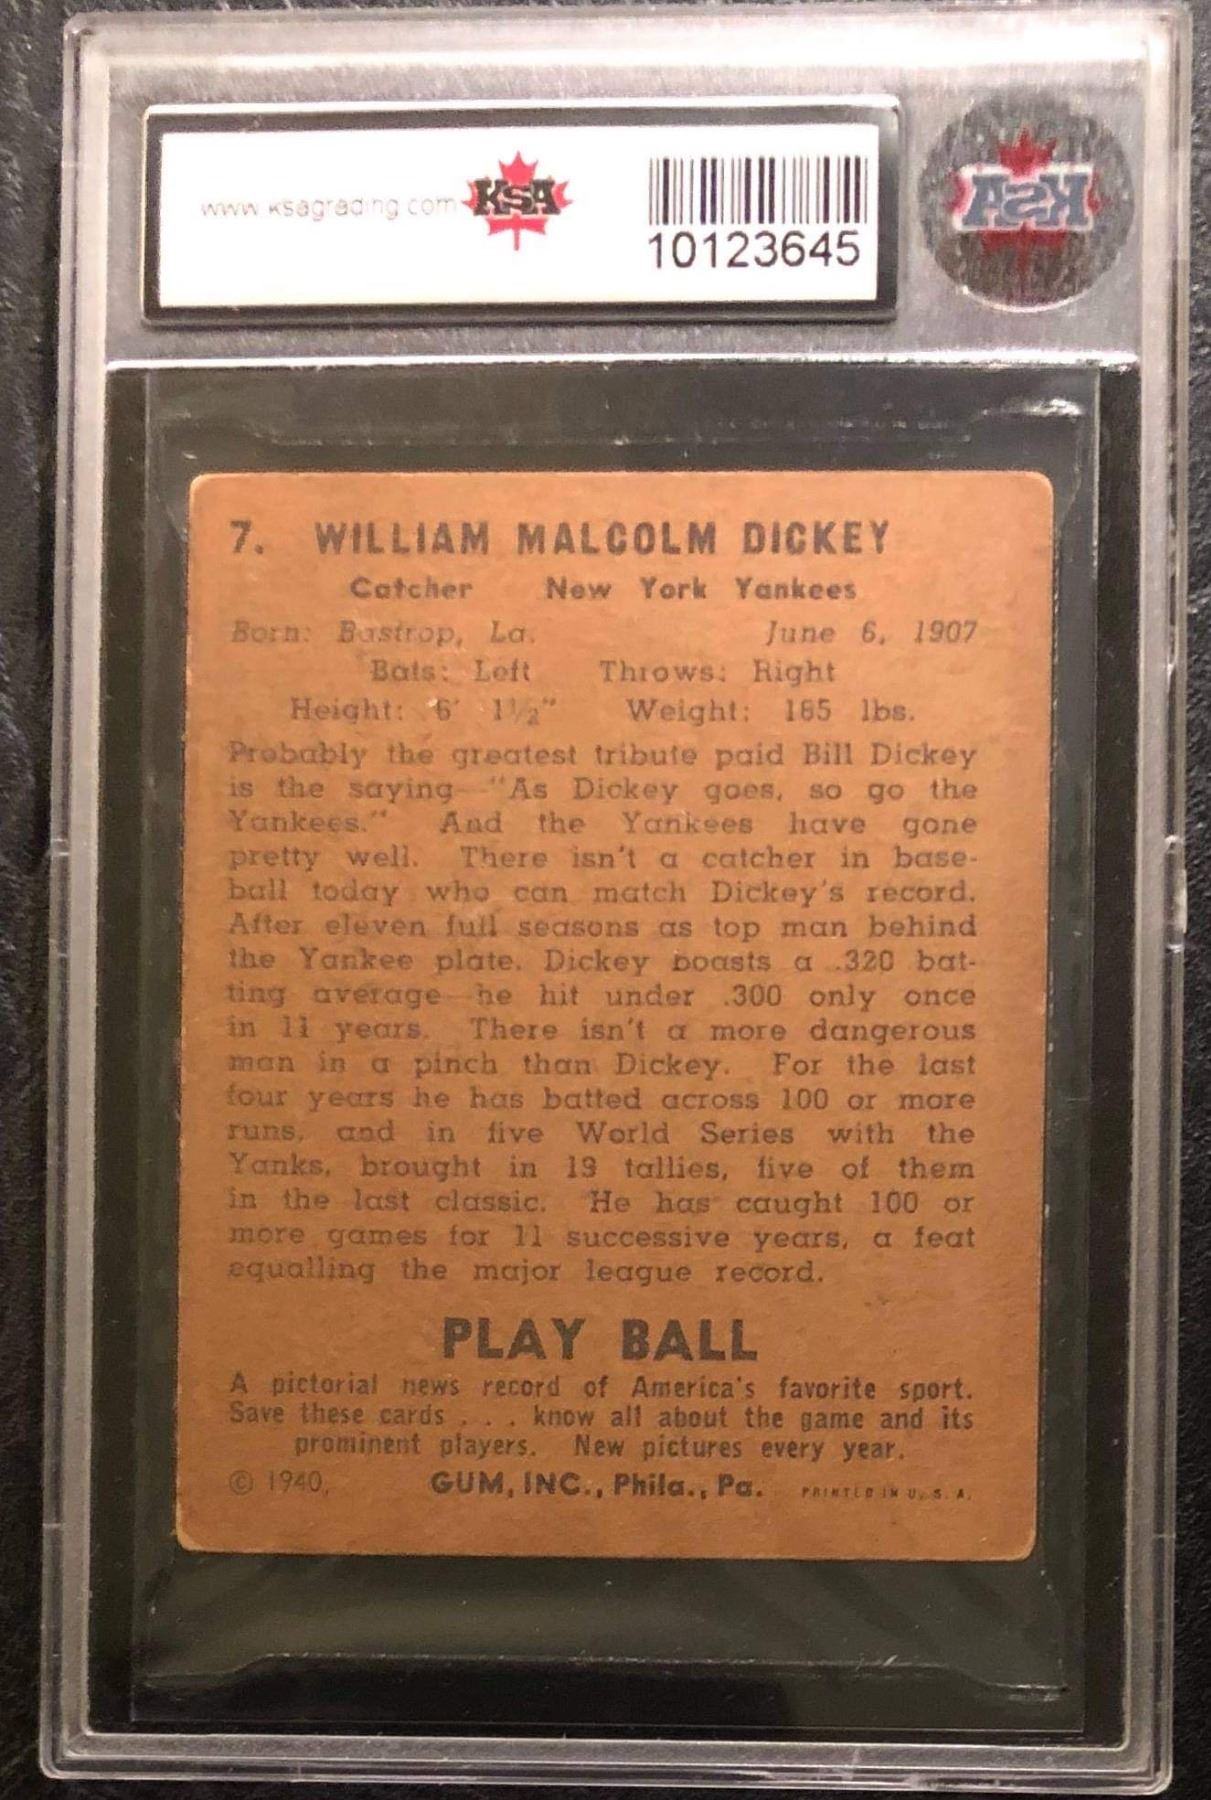 www.ksagrading.com KSA
10123645
KSA
7. WILLIAM MALCOLM DICKEY
Catcher New York Yankees
Born: Bastrop, La. June 6, 1907
Bats: Left Throws: Right
Height: 6' 1½" Weight: 185 lbs.
Probably the greatest tribute paid Bill Dickey
is the saying—"As Dickey goes, so go the
Yankees." And the Yankees have gone
pretty well. There isn't a catcher in base-
ball today who can match Dickey's record.
After eleven full seasons as top man behind
the Yankee plate, Dickey boasts a .320 bat-
ting average—he hit under .300 only once
in 11 years. There isn't a more dangerous
man in a pinch than Dickey. For the last
four years he has batted across 100 or more
runs, and in five World Series with the
Yanks, brought in 19 tallies, five of them
in the last classic. He has caught 100 or
more games for 11 successive years, a feat
equalling the major league record.
PLAY BALL
A pictorial news record of America's favorite sport.
Save these cards . . . know all about the game and its
prominent players. New pictures every year.
© 1940, GUM, INC., Phila., Pa. PRINTED IN U. S. A.